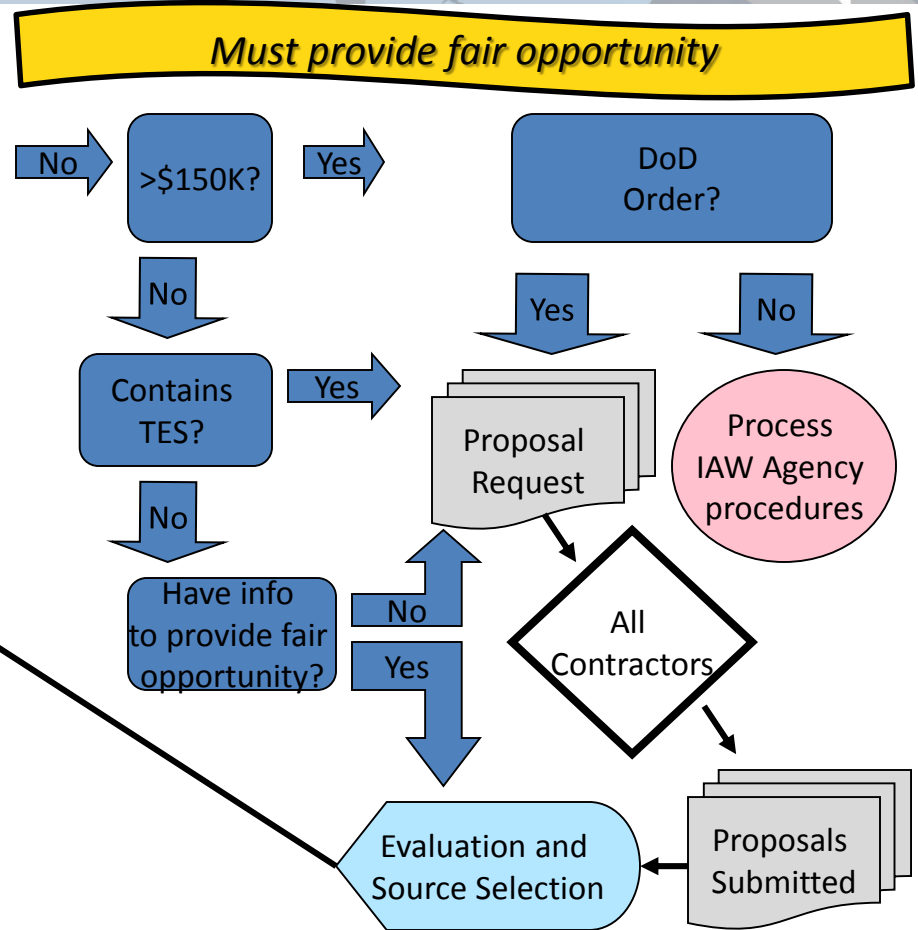 Must provide fair opportunity
No
>$150K?
Yes
DoD
Order?
No
Yes
No
Contains
TES?
Yes
Proposal
Request
Process
IAW Agency
procedures
No
Have info
to provide fair
opportunity?
No
Yes
All
Contractors
Evaluation and
Source Selection
Proposals
Submitted